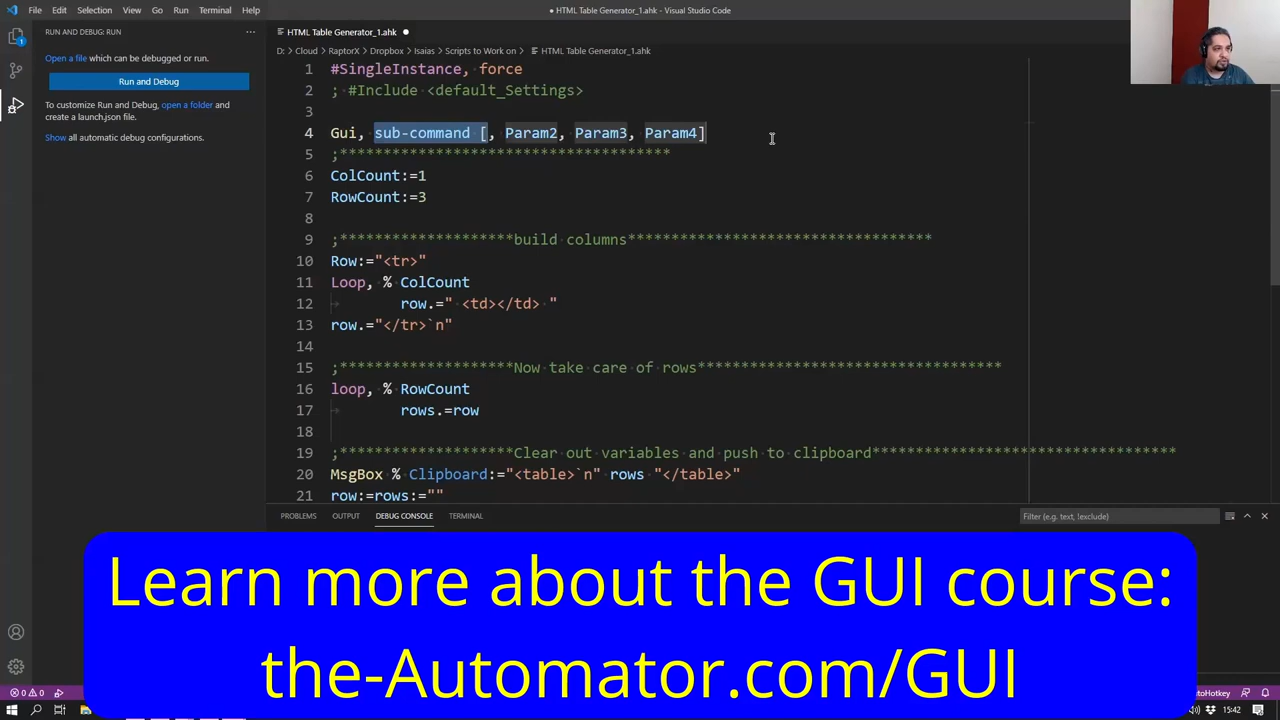 File Edit Selection View Go Run Terminal Help
● HTML Table Generator_1.ahk - Visual Studio Code
RUN AND DEBUG: RUN ···
Open a file which can be debugged or run.
Run and Debug
To customize Run and Debug, open a folder and
create a launch.json file.
Show all automatic debug configurations.
HTML Table Generator_1.ahk ●
D: > Cloud > RaptorX > Dropbox > Isaias > Scripts to Work on > HTML Table Generator_1.ahk
1 #SingleInstance, force
2 ; #Include <default_Settings>
3
4 Gui, sub-command [, Param2, Param3, Param4]
5 ;**************************************
6 ColCount:=1
7 RowCount:=3
8
9 ;********************build columns***********************************
10 Row:="<tr>"
11 Loop, % ColCount
12 row.=" <td></td> "
13 row.="</tr>`n"
14
15 ;********************Now take care of rows***********************************
16 loop, % RowCount
17 rows.=row
18
19 ;********************Clear out variables and push to clipboard***********************************
20 MsgBox % Clipboard:="<table>`n" rows "</table>"
21 row:=rows:=""
PROBLEMS OUTPUT DEBUG CONSOLE TERMINAL
Filter (e.g. text, !exclude)
Learn more about the GUI course:
the-Automator.com/GUI
0 0
AutoHotkey
15:42